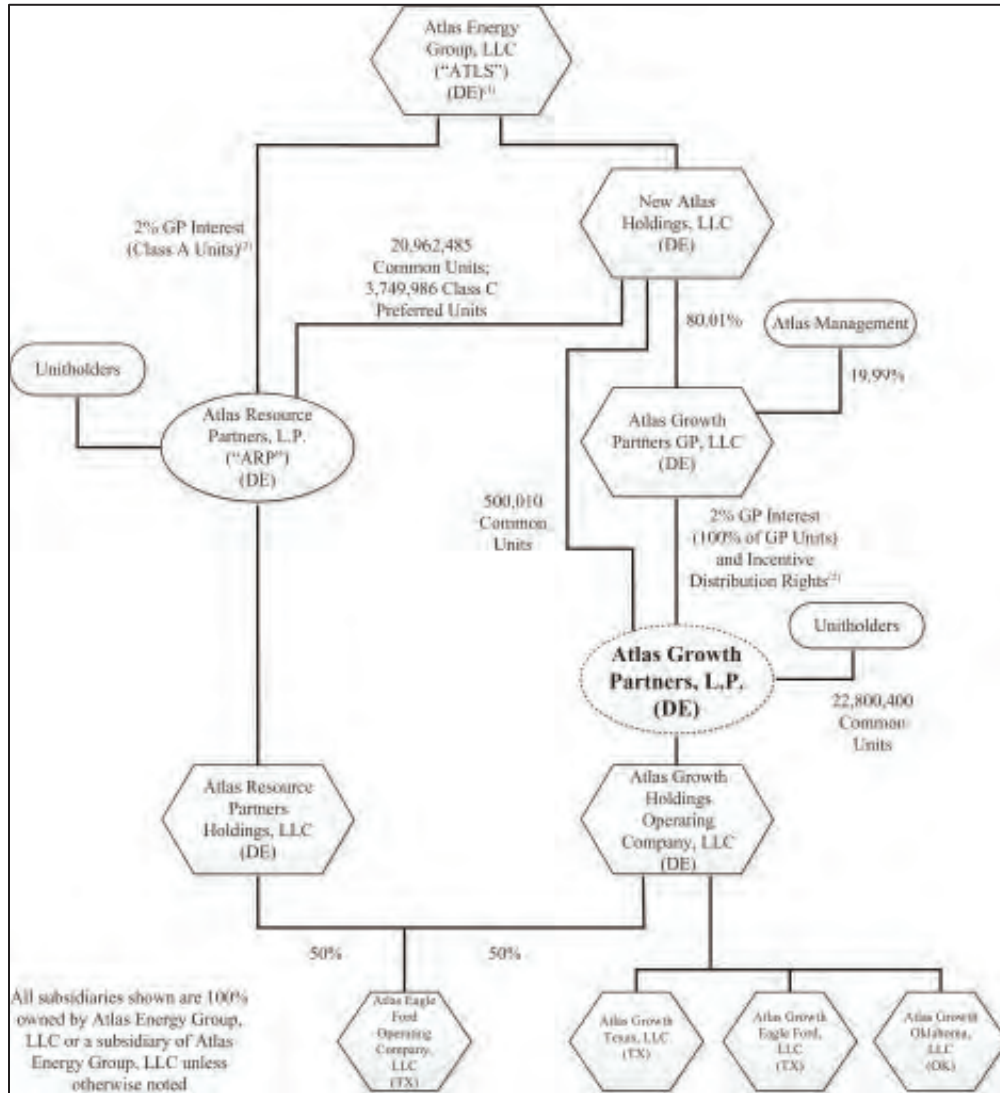 Atlas Energy
Group, LLC
(“ATLS”)
(DE)(1)
New Atlas
Holdings, LLC
(DE)
2% GP Interest
(Class A Units)(2)
20,962,485
Common Units;
3,749,986 Class C
Preferred Units
80.01%
Atlas Management
19.99%
Unitholders
Atlas Resource
Partners, L.P.
(“ARP”)
(DE)
Atlas Growth
Partners GP, LLC
(DE)
500,010
Common
Units
2% GP Interest
(100% of GP Units)
and Incentive
Distribution Rights(2)
Unitholders
Atlas Growth
Partners, L.P.
(DE)
22,800,400
Common
Units
Atlas Resource
Partners
Holdings, LLC
(DE)
Atlas Growth
Holdings
Operating
Company, LLC
(DE)
50%
50%
All subsidiaries shown are 100%
owned by Atlas Energy Group,
LLC or a subsidiary of Atlas
Energy Group, LLC unless
otherwise noted
Atlas Eagle
Ford
Operating
Company,
LLC
(TX)
Atlas Growth
Texas, LLC
(TX)
Atlas Growth
Eagle Ford,
LLC
(TX)
Atlas Growth
Oklahoma,
LLC
(OK)